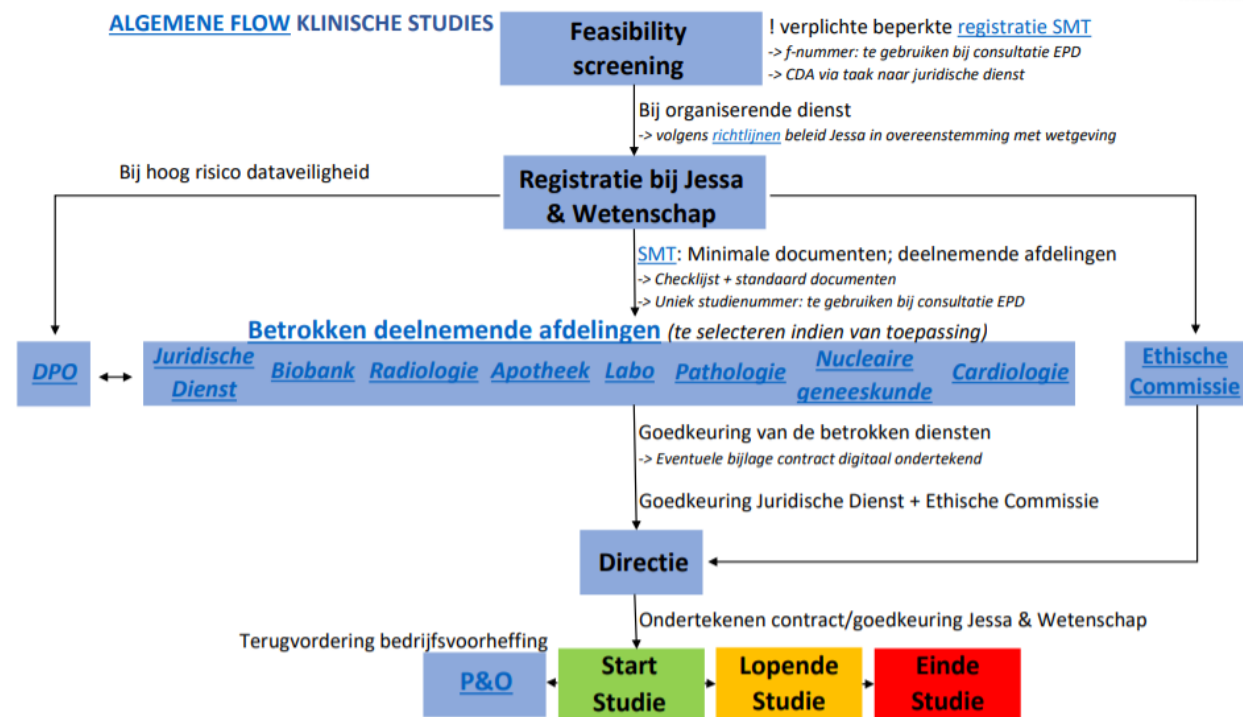 ALGEMENE FLOW KLINISCHE STUDIES
Feasibility
screening
! verplichte beperkte registratie SMT
-> f-nummer: te gebruiken bij consultatie EPD
-> CDA via taak naar juridische dienst
Bij organiserende dienst
-> volgens richtlijnen beleid Jessa in overeenstemming met wetgeving
Bij hoog risico dataveiligheid
Registratie bij Jessa
& Wetenschap
SMT: Minimale documenten; deelnemende afdelingen
-> Checklijst + standaard documenten
-> Uniek studienummer: te gebruiken bij consultatie EPD
Betrokken deelnemende afdelingen (te selecteren indien van toepassing)
DPO
Juridische
Dienst
Biobank
Radiologie
Apotheek
Labo
Pathologie
Nucleaire
geneeskunde
Cardiologie
Ethische
Commissie
Goedkeuring van de betrokken diensten
-> Eventuele bijlage contract digitaal ondertekend
Goedkeuring Juridische Dienst + Ethische Commissie
Directie
Ondertekenen contract/goedkeuring Jessa & Wetenschap
Terugvordering bedrijfsvoorheffing
P&O
Start
Studie
Lopende
Studie
Einde
Studie